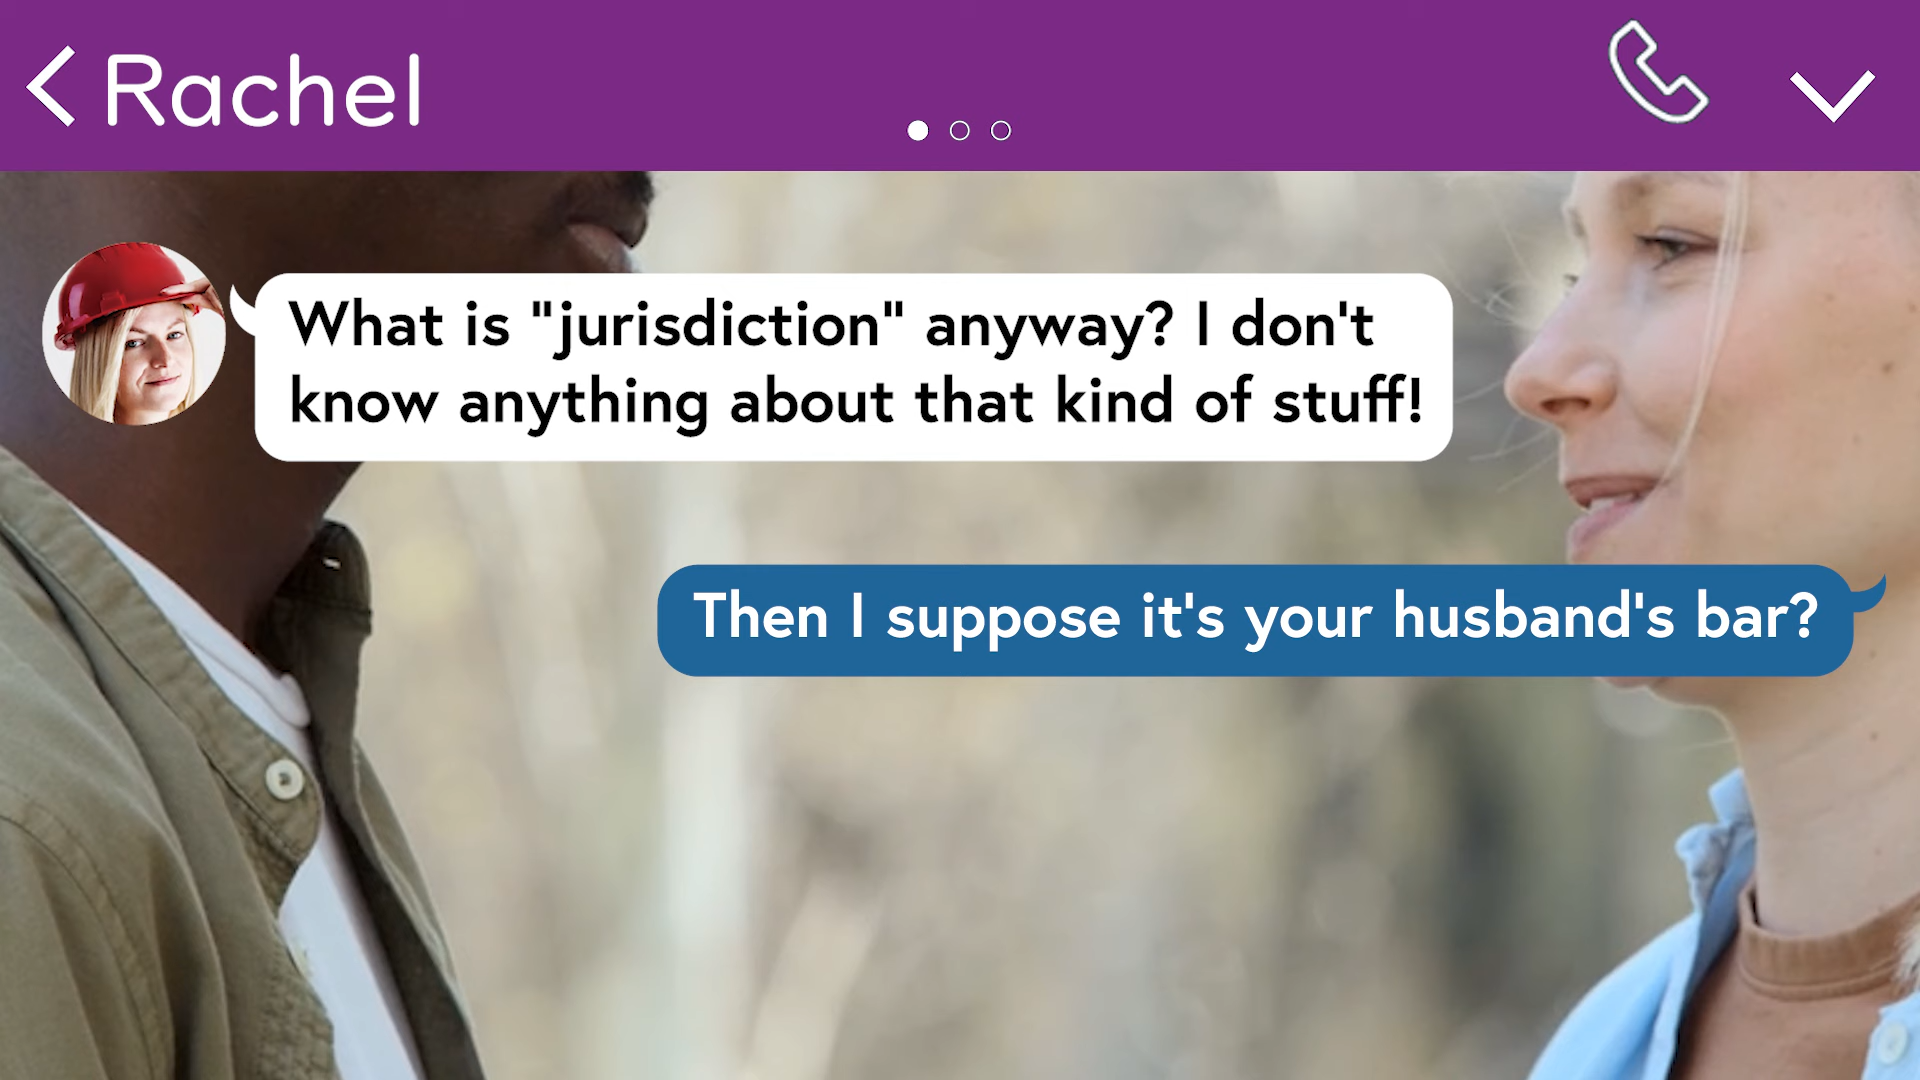 Rachel
What is "jurisdiction" anyway? I don't
know anything about that kind of stuff!
Then I suppose it's your husband's bar?